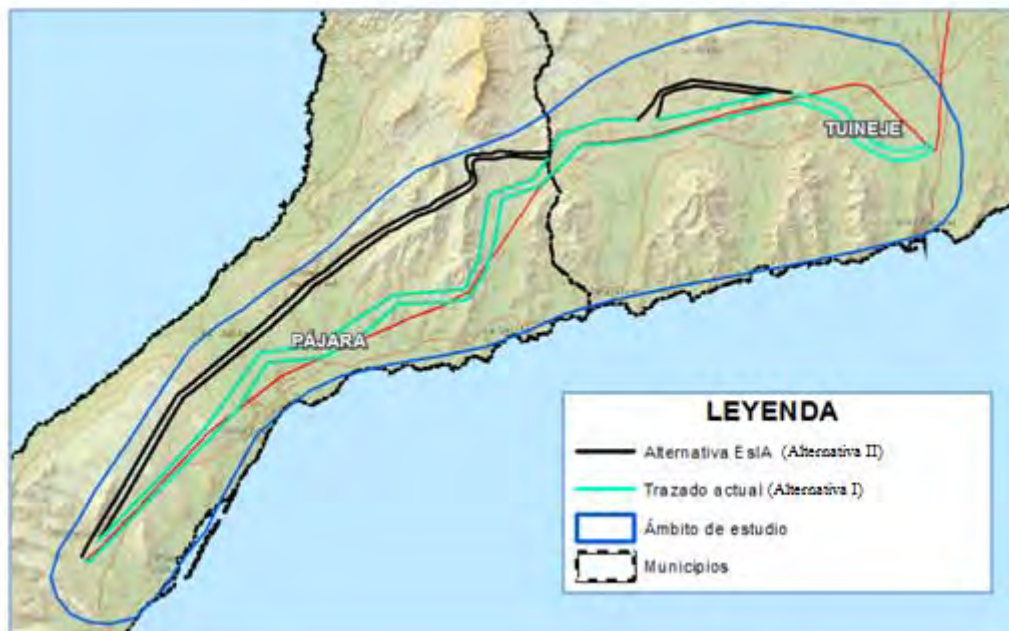 TUINEJE
PÁJARA
LEYENDA
Alternativa EsIA (Alternativa II)
Trazado actual (Alternativa I)
Ámbito de estudio
Municipios